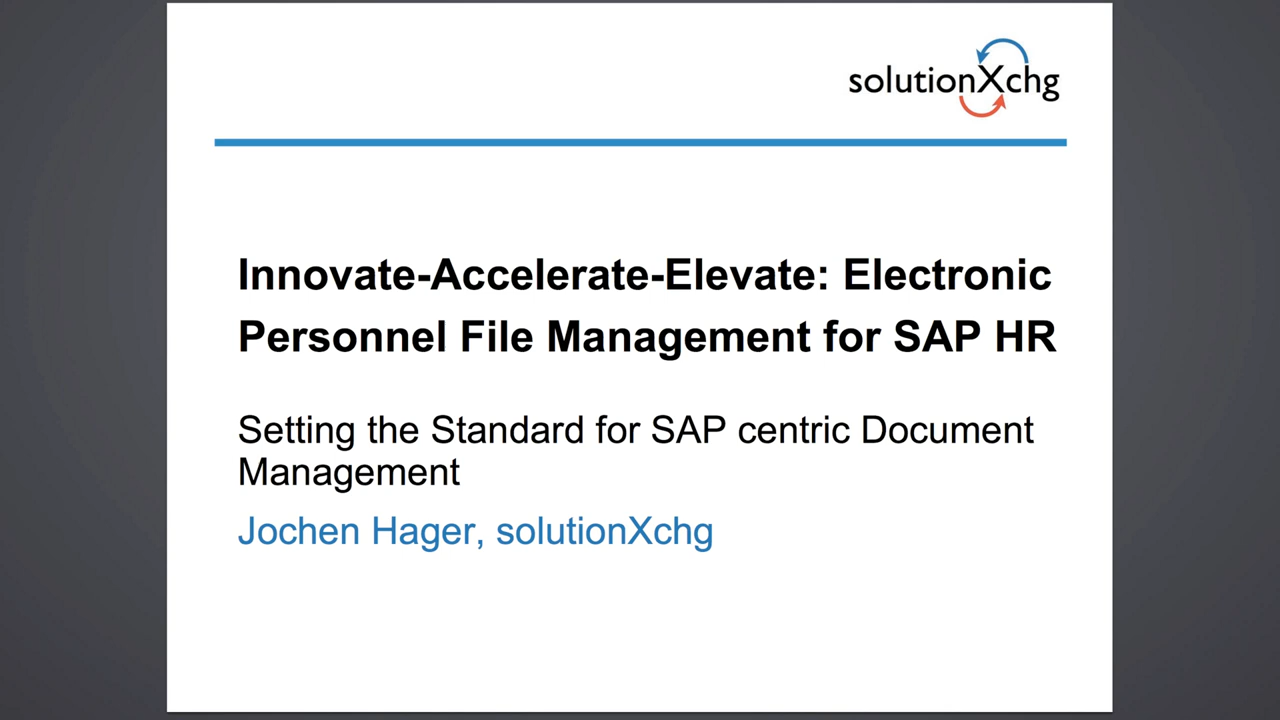 solutionXchg
Innovate-Accelerate-Elevate: Electronic
Personnel File Management for SAP HR
Setting the Standard for SAP centric Document
Management
Jochen Hager, solutionXchg